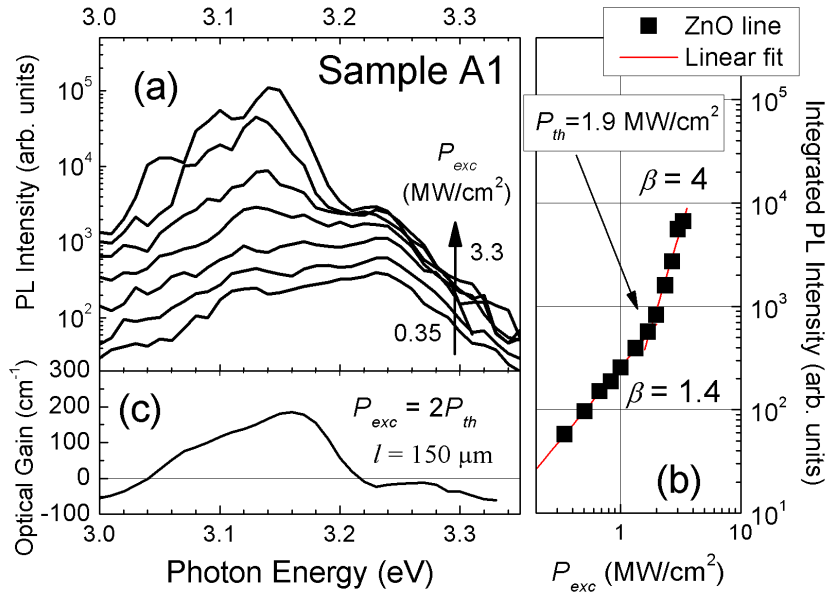 3.0 3.1 3.2 3.3
ZnO line
Linear fit
(a)
Sample A1
10^5
10^4
10^3
10^2
PL Intensity (arb. units)
P_exc
(MW/cm^2)
3.3
0.35
P_th=1.9 MW/cm^2
β = 4
β = 1.4
(b)
10^5
10^4
10^3
10^2
10^1
Integrated PL Intensity (arb. units)
1 10
P_exc (MW/cm^2)
300
200
100
0
-100
Optical Gain (cm^-1)
(c)
P_exc = 2P_th
l = 150 μm
3.0 3.1 3.2 3.3
Photon Energy (eV)